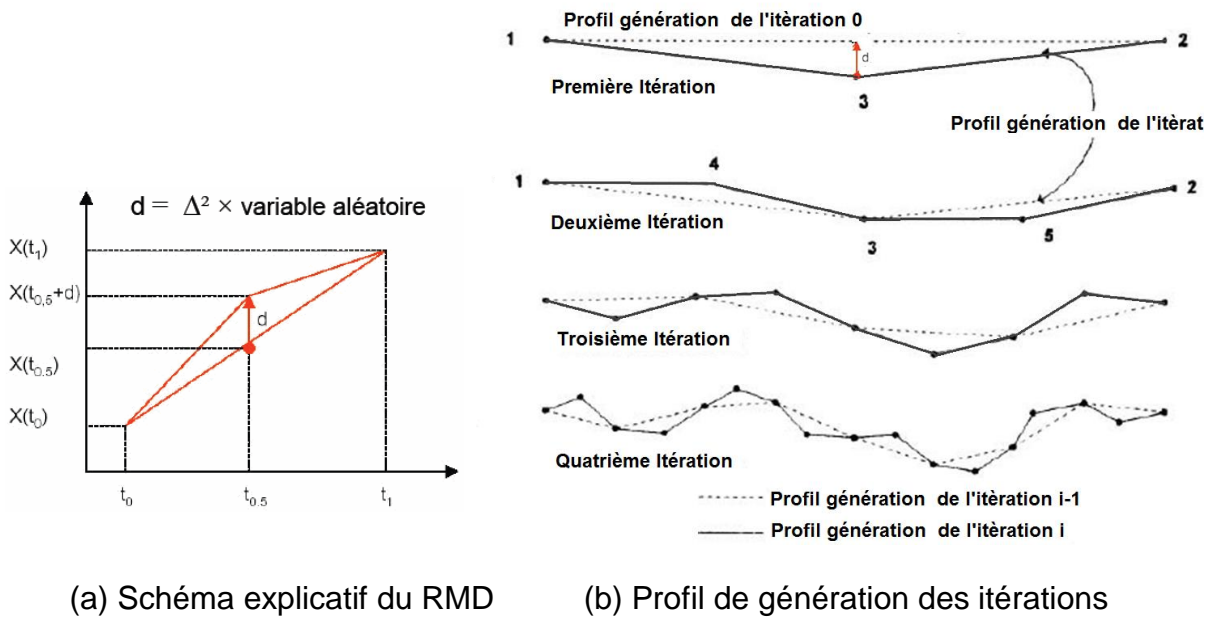 d = Δ² × variable aléatoire
X(t₁)
X(t₀,₅+d)
d
X(t₀.₅)
X(t₀)
t₀
t₀.₅
t₁
Profil génération de l'itèration 0
1
2
d
Première Itération
3
Profil génération de l'itèrat
4
1
2
Deuxième Itération
3
5
Troisième Itération
Quatrième Itération
Profil génération de l'itèration i-1
Profil génération de l'itèration i
(a) Schéma explicatif du RMD
(b) Profil de génération des itérations